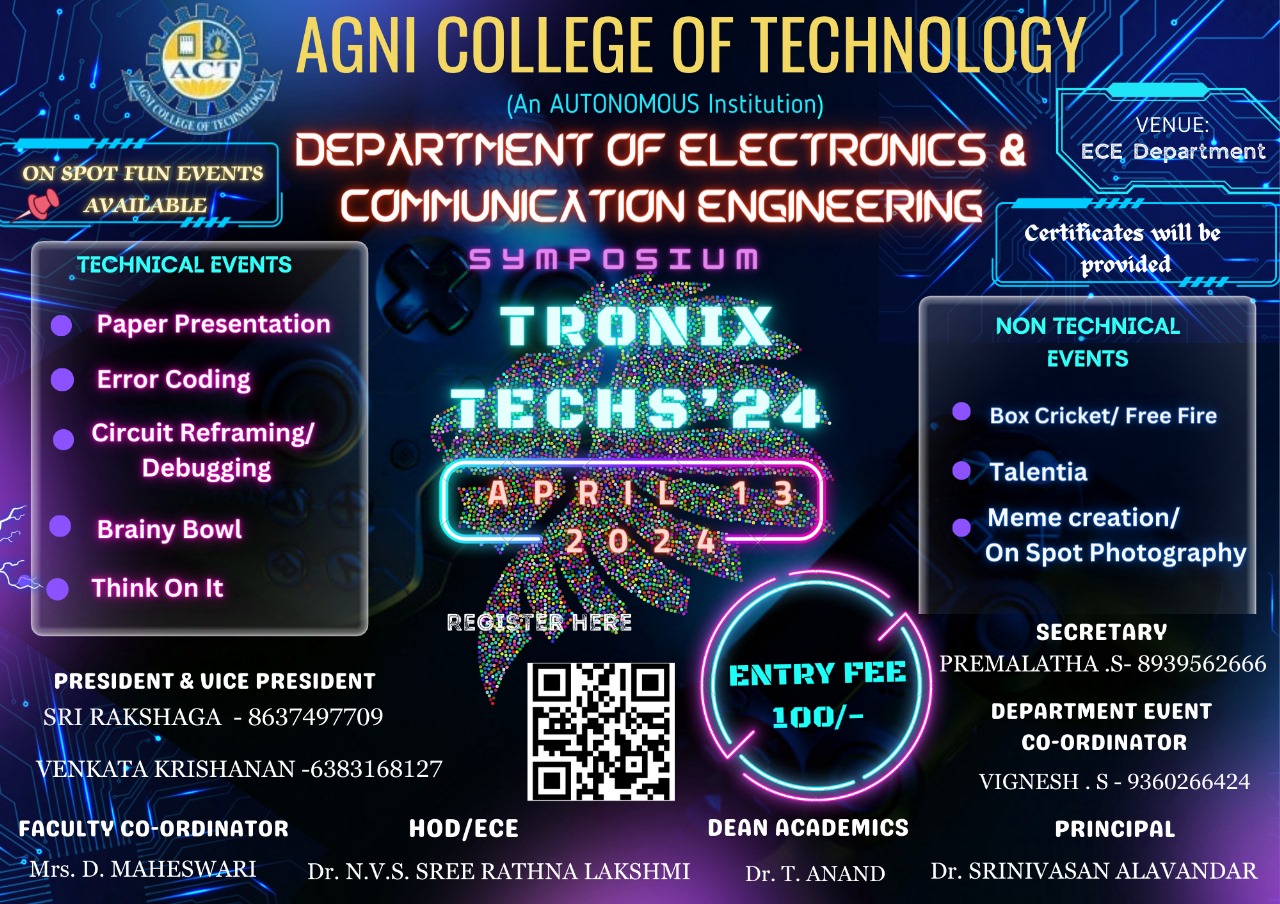 ACT
AGNI COLLEGE OF TECHNOLOGY
AGNI COLLEGE OF TECHNOLOGY
(An AUTONOMOUS Institution)
DEPARTMENT OF ELECTRONICS &
COMMUNICATION ENGINEERING
VENUE:
ECE Department
ON SPOT FUN EVENTS
AVAILABLE
Certificates will be
provided
SYMPOSIUM
TRONIX
TECHS'24
APRIL 13
2024
TECHNICAL EVENTS
Paper Presentation
Error Coding
Circuit Reframing/
Debugging
Brainy Bowl
Think On It
NON TECHNICAL
EVENTS
Box Cricket/ Free Fire
Talentia
Meme creation/
On Spot Photography
REGISTER HERE
ENTRY FEE
100/-
PRESIDENT & VICE PRESIDENT
SRI RAKSHAGA - 8637497709
VENKATA KRISHANAN -6383168127
SECRETARY
PREMALATHA .S- 8939562666
DEPARTMENT EVENT
CO-ORDINATOR
VIGNESH . S - 9360266424
FACULTY CO-ORDINATOR
Mrs. D. MAHESWARI
HOD/ECE
Dr. N.V.S. SREE RATHNA LAKSHMI
DEAN ACADEMICS
Dr. T. ANAND
PRINCIPAL
Dr. SRINIVASAN ALAVANDAR